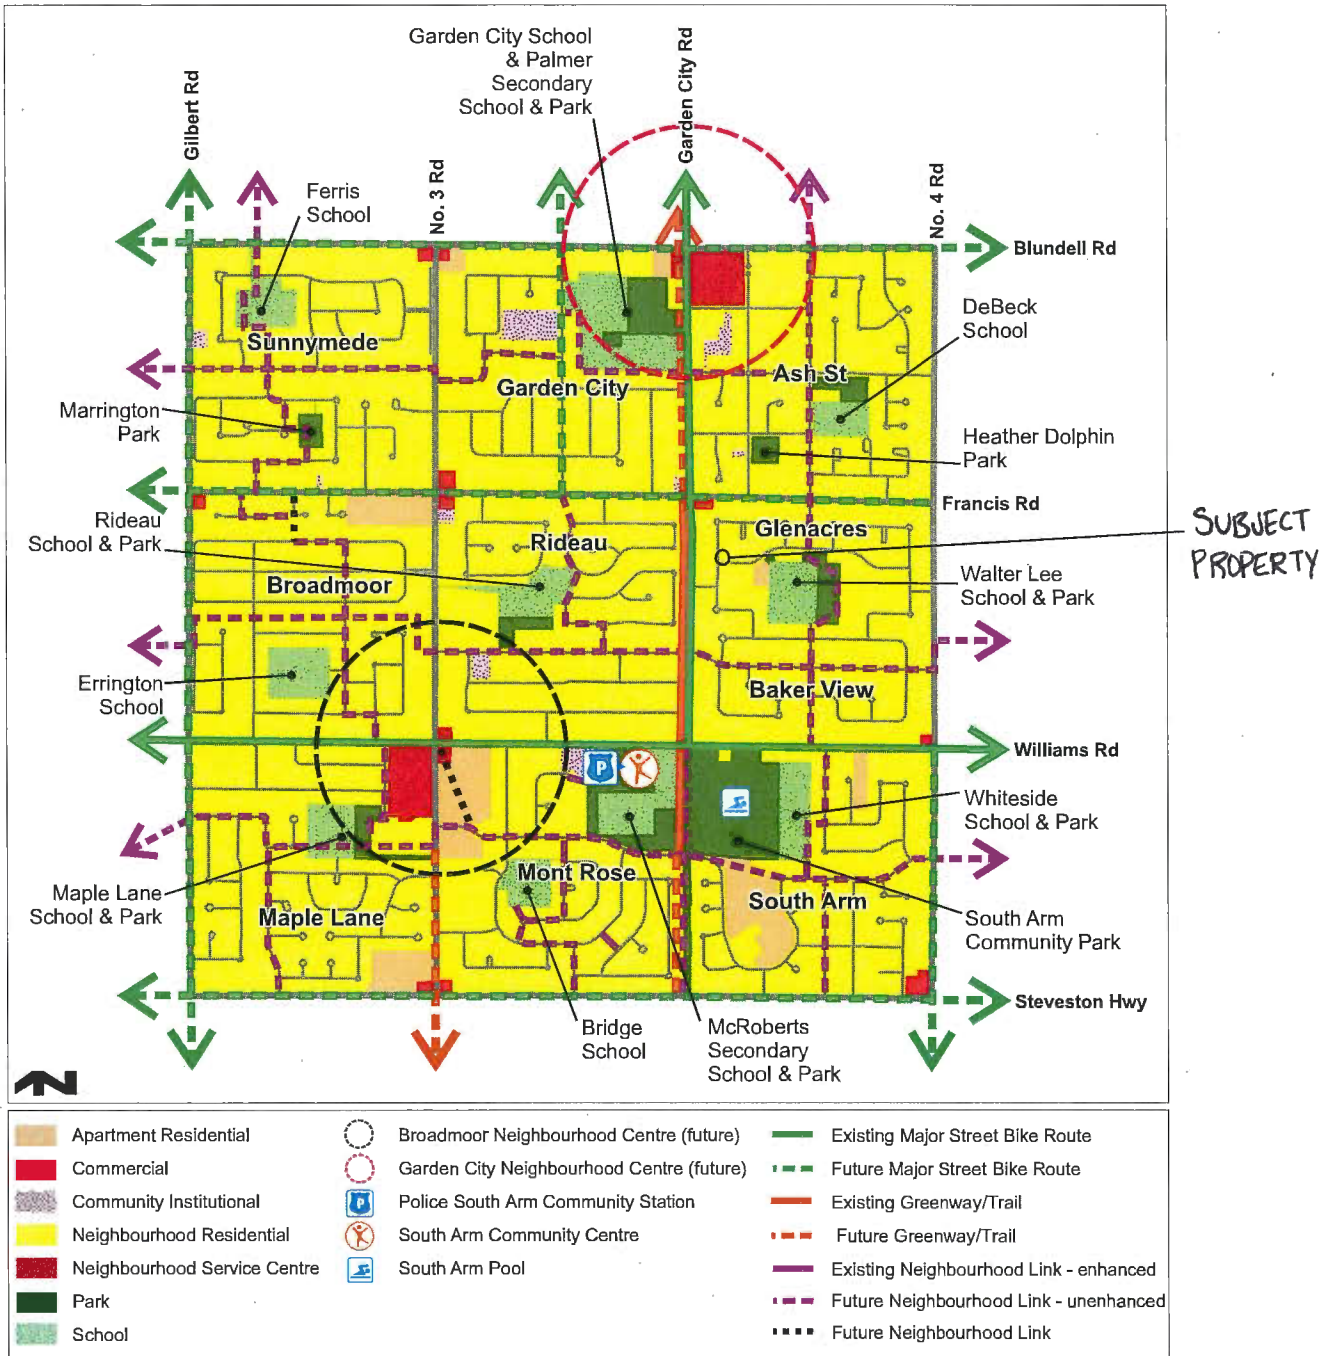 Garden City School
& Palmer
Secondary
School & Park
Gilbert Rd
No. 3 Rd
Garden City Rd
No. 4 Rd
Ferris
School
Blundell Rd
DeBeck
School
Sunnymede
Garden City
Ash St
Marrington
Park
Heather Dolphin
Park
Francis Rd
Rideau
School & Park
Rideau
Glenacres
SUBJECT
PROPERTY
Broadmoor
Walter Lee
School & Park
Errington
School
Baker View
Williams Rd
P
Whiteside
School & Park
Maple Lane
School & Park
Maple Lane
Mont Rose
South Arm
South Arm
Community Park
Steveston Hwy
Bridge
School
McRoberts
Secondary
School & Park
N
Apartment Residential
Commercial
Community Institutional
Neighbourhood Residential
Neighbourhood Service Centre
Park
School
Broadmoor Neighbourhood Centre (future)
Garden City Neighbourhood Centre (future)
P
Police South Arm Community Station
South Arm Community Centre
South Arm Pool
Existing Major Street Bike Route
Future Major Street Bike Route
Existing Greenway/Trail
Future Greenway/Trail
Existing Neighbourhood Link - enhanced
Future Neighbourhood Link - unenhanced
Future Neighbourhood Link